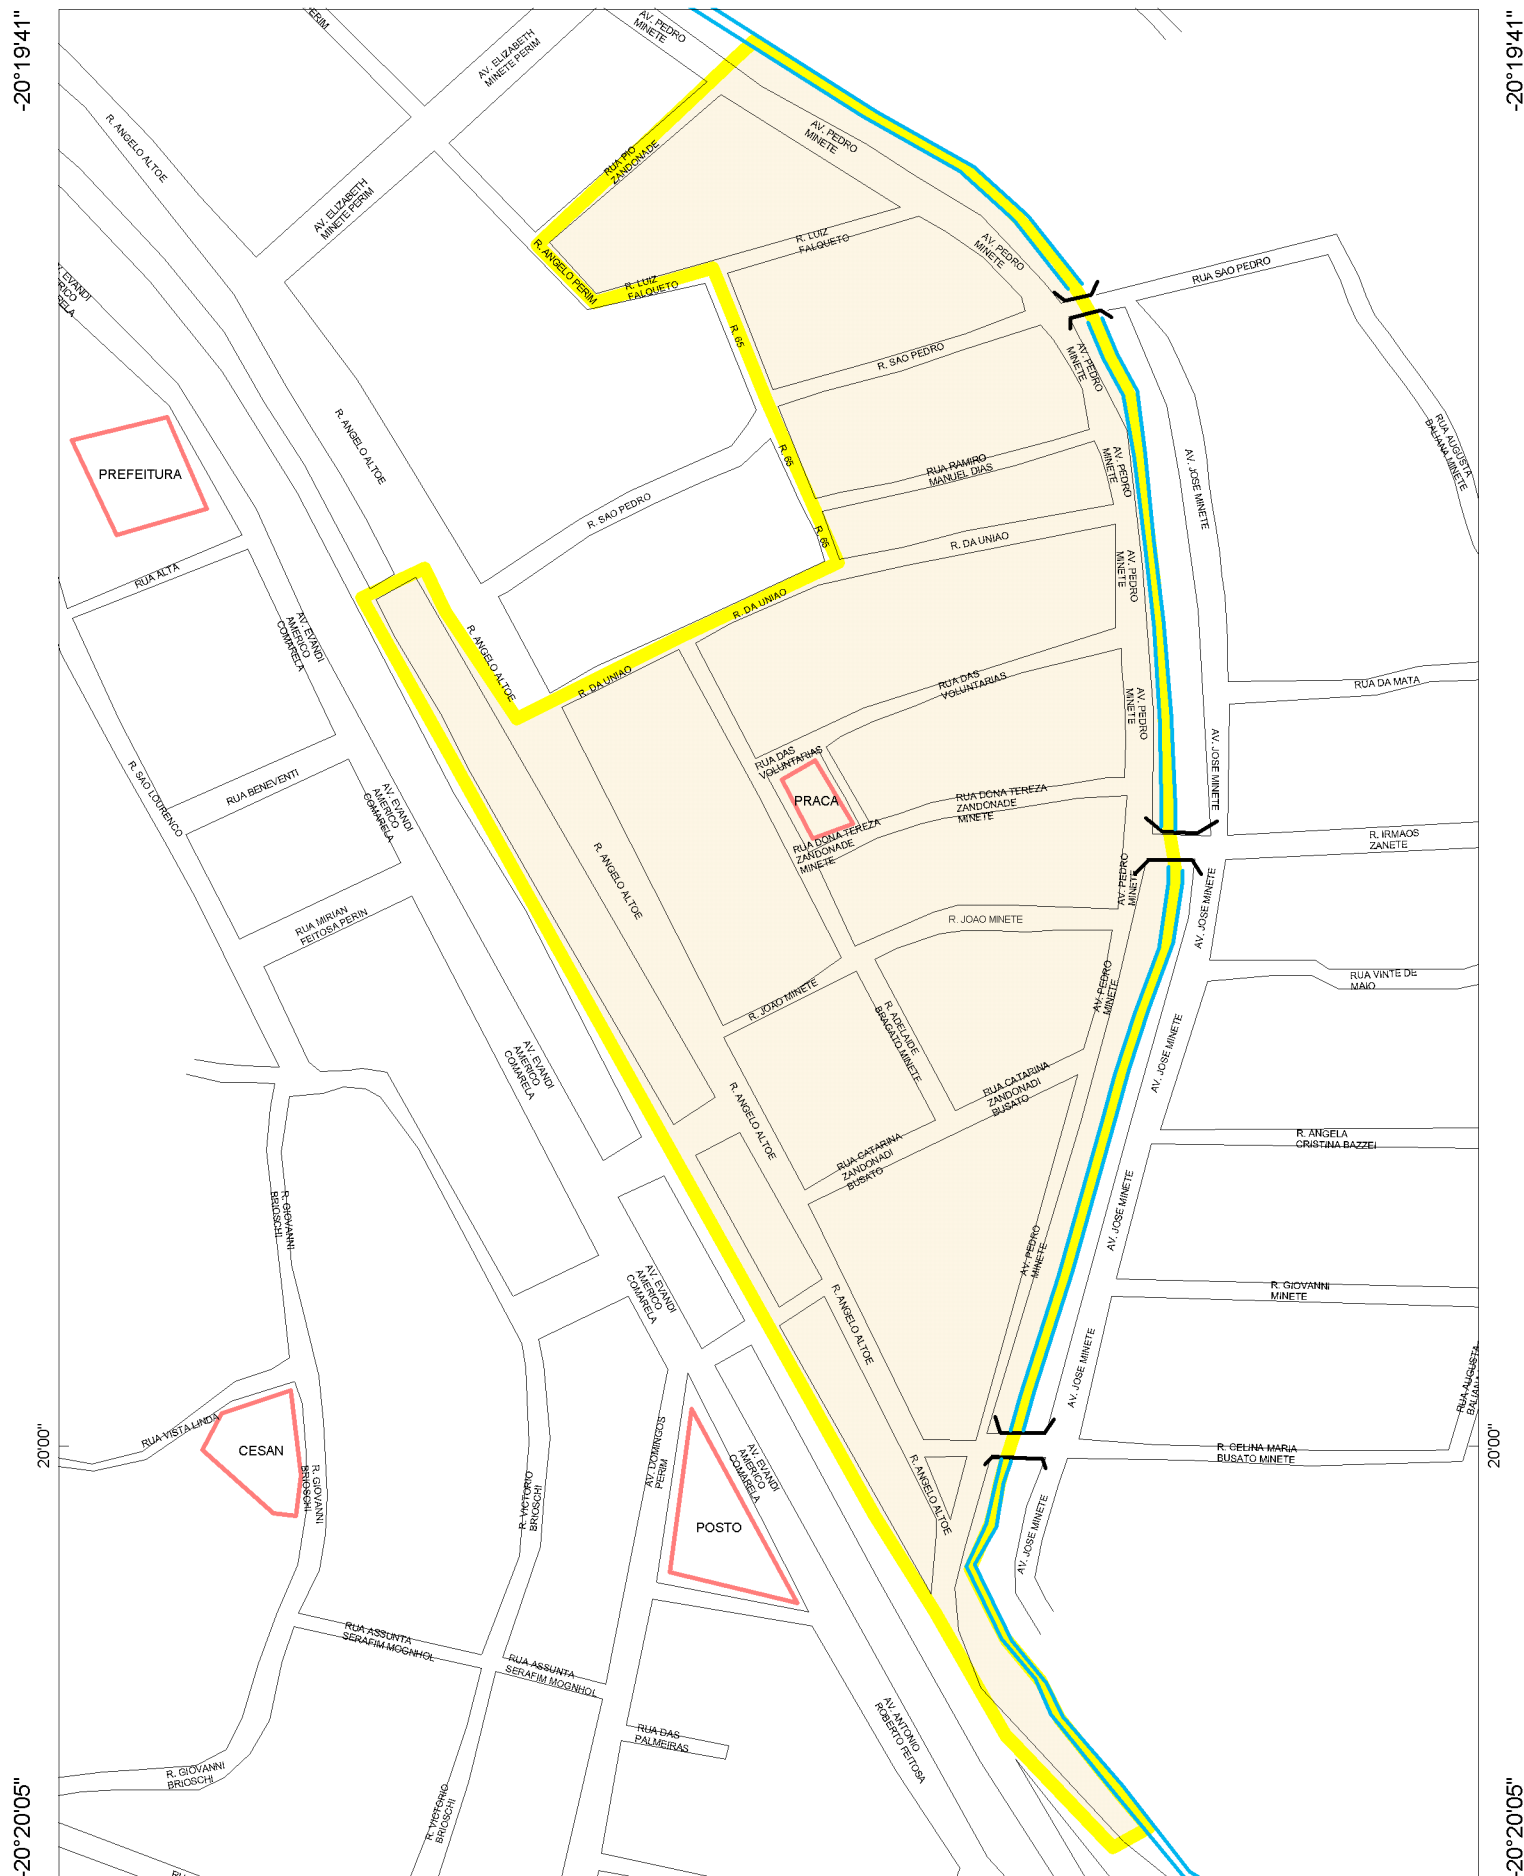 -20°19'41"
-20°19'41"
ERIM
AV. PEDRO
MINETE
AV. ELIZABETH
MINETE PERIM
R. ANGELO ALTOE
AV. PEDRO
MINETE
RUA PIO
ZANDONADE
AV. ELIZABETH
MINETE PERIM
R. LUIZ
FALQUETO
AV. PEDRO
MINETE
R. ANGELO PERIM
RUA SAO PEDRO
R. LUIZ
FALQUETO
EVANDI
RICO
RELA
R. 65
R. SAO PEDRO
AV. PEDRO
MINETE
R. ANGELO ALTOE
RUA AUGUSTA
BALIANA MINETE
PREFEITURA
R. 65
RUA RAMIRO
MANUEL DIAS
AV. PEDRO
MINETE
AV. JOSE MINETE
R. SAO PEDRO
R. 65
R. DA UNIAO
RUA ALTA
AV. PEDRO
MINETE
R. DA UNIAO
AV. EVANDI
AMERICO
COMARELA
R. ANGELO ALTOE
R. DA UNIAO
RUA DAS
VOLUNTARIAS
RUA DA MATA
AV. PEDRO
MINETE
RUA DAS
VOLUNTARIAS
AV. JOSE MINETE
R. SAO LOURENCO
RUA BENEVENTI
PRACA
RUA DONA TEREZA
ZANDONADE
MINETE
AV. EVANDI
AMERICO
COMARELA
RUA DONA TEREZA
ZANDONADE
MINETE
R. IRMAOS
ZANETE
R. ANGELO ALTOE
AV. PEDRO
MINETE
AV. JOSE MINETE
RUA MIRIAN
FEITOSA PERIN
R. JOAO MINETE
AV. PEDRO
MINETE
RUA VINTE DE
MAIO
R. JOAO MINETE
R. ADELAIDE
BRAGATO MINETE
AV. JOSE MINETE
AV. EVANDI
AMERICO
COMARELA
RUA CATARINA
ZANDONADI
BUSATO
R. ANGELO ALTOE
RUA CATARINA
ZANDONADI
BUSATO
R. ANGELA
CRISTINA BAZZEI
R. GIOVANNI
BRIOSCHI
AV. JOSE MINETE
AV. PEDRO
MINETE
AV. EVANDI
AMERICO
COMARELA
R. GIOVANNI
MINETE
R. ANGELO ALTOE
AV. JOSE MINETE
RUA AUGUSTA
BALIANA
RUA VISTA LINDA
CESAN
20'00"
20'00"
R. CELINA MARIA
BUSATO MINETE
AV. DOMINGOS
PERIM
AV. EVANDI
AMERICO
COMARELA
R. GIOVANNI
BRIOSCHI
R. VICTORIO
BRIOSCHI
R. ANGELO ALTOE
POSTO
AV. JOSE MINETE
RUA ASSUNTA
SERAFIM MOGNHOL
RUA ASSUNTA
SERAFIM MOGNHOL
RUA DAS
PALMEIRAS
AV. ANTONIO
ROBERTO FEITOSA
R. GIOVANNI
BRIOSCHI
R. VICTORIO
BRIOSCHI
-20°20'05"
-20°20'05"